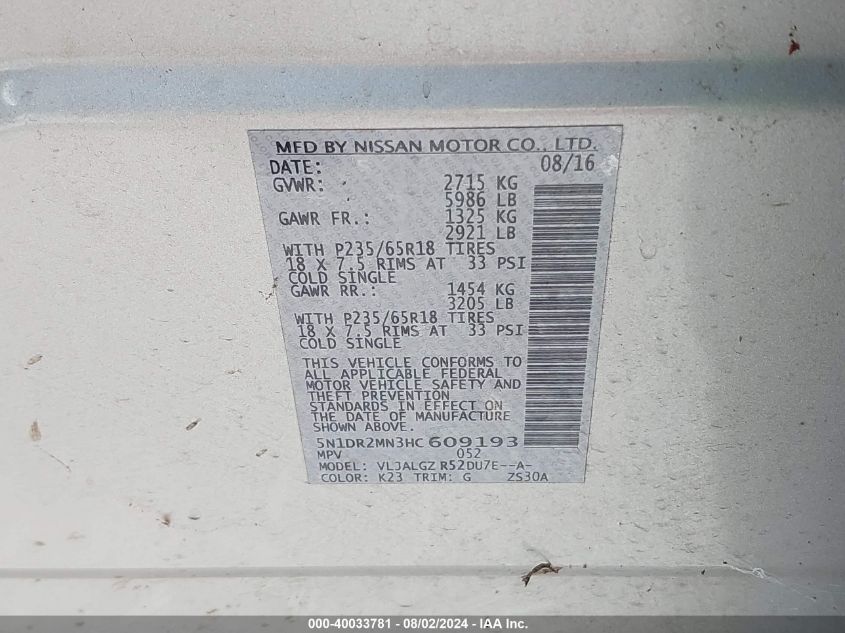 MFD BY NISSAN MOTOR CO., LTD.
DATE: 08/16
GVWR: 2715 KG
5986 LB
GAWR FR.: 1325 KG
2921 LB
WITH P235/65R18 TIRES
18 X 7.5 RIMS AT 33 PSI
COLD SINGLE
GAWR RR.: 1454 KG
3205 LB
WITH P235/65R18 TIRES
18 X 7.5 RIMS AT 33 PSI
COLD SINGLE
THIS VEHICLE CONFORMS TO
ALL APPLICABLE FEDERAL
MOTOR VEHICLE SAFETY AND
THEFT PREVENTION
STANDARDS IN EFFECT ON
THE DATE OF MANUFACTURE
SHOWN ABOVE.
5N1DR2MN3HC 609193
MPV 052
MODEL: VLJALGZ R52DU7E--A-
COLOR: K23 TRIM: G ZS30A
000-40033781 - 08/02/2024 - IAA Inc.